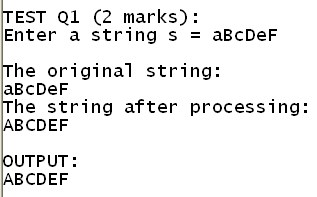 TEST Q1 (2 marks):
Enter a string s = aBcDeF
The original string:
aBcDeF
The string after processing:
ABCDEF
OUTPUT:
ABCDEF